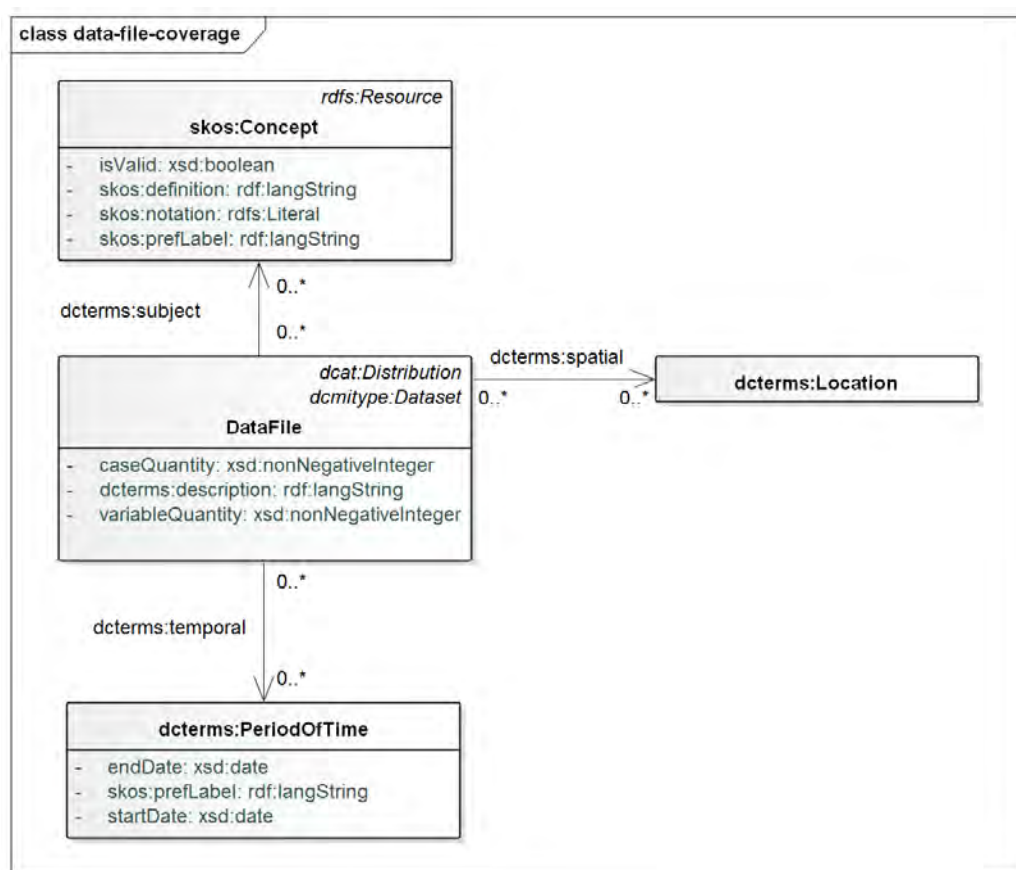 class data-file-coverage
rdfs:Resource
skos:Concept
- isValid: xsd:boolean
- skos:definition: rdf:langString
- skos:notation: rdfs:Literal
- skos:prefLabel: rdf:langString
0..*
dcterms:subject
0..*
dcat:Distribution
dcmitype:Dataset
DataFile
- caseQuantity: xsd:nonNegativeInteger
- dcterms:description: rdf:langString
- variableQuantity: xsd:nonNegativeInteger
dcterms:spatial
0..* 0..*
dcterms:Location
0..*
dcterms:temporal
0..*
dcterms:PeriodOfTime
- endDate: xsd:date
- skos:prefLabel: rdf:langString
- startDate: xsd:date